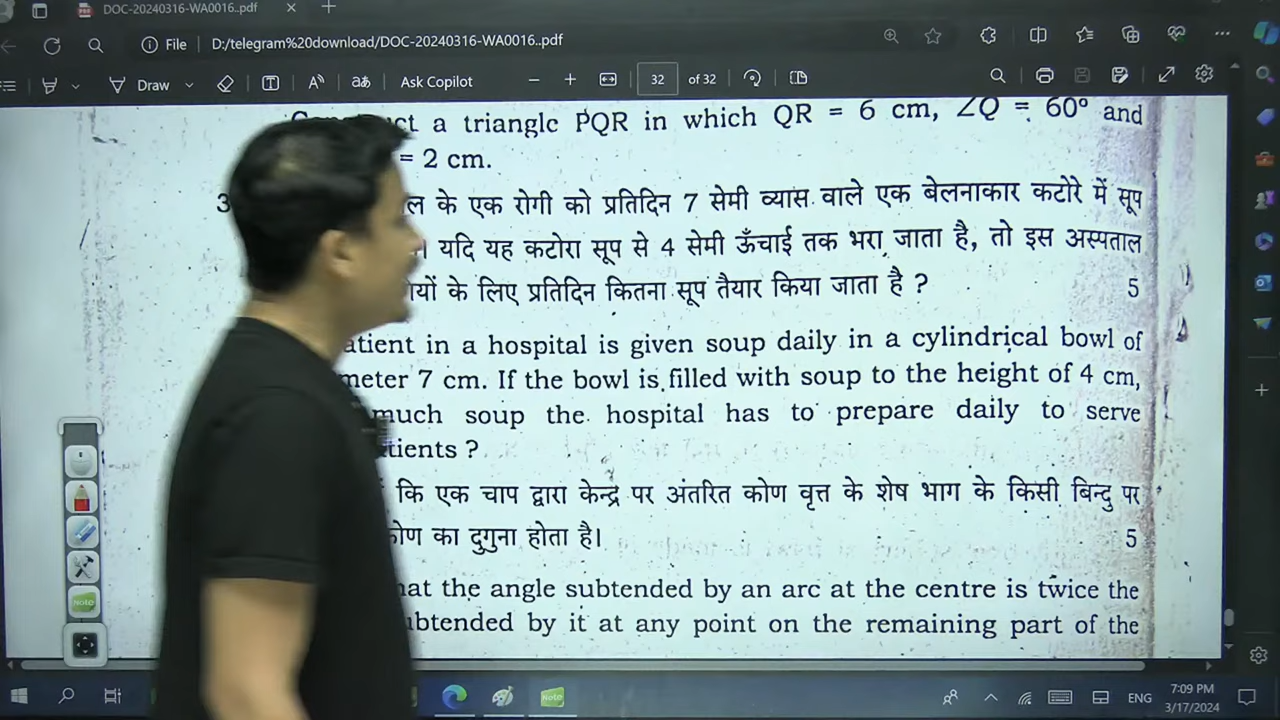 DOC-20240316-WA0016..pdf
File D:/telegram%20download/DOC-20240316-WA0016..pdf
Draw Ask Copilot 32 of 32
a triangle PQR in which QR = 6 cm, ∠Q = 60° and
= 2 cm.
के एक रोगी को प्रतिदिन 7 सेमी व्यास वाले एक बेलनाकार कटोरे में सूप
यदि यह कटोरा सूप से 4 सेमी ऊँचाई तक भरा जाता है, तो इस अस्पताल
के लिए प्रतिदिन कितना सूप तैयार किया जाता है ? 5
atient in a hospital is given soup daily in a cylindrical bowl of
meter 7 cm. If the bowl is filled with soup to the height of 4 cm,
much soup the hospital has to prepare daily to serve
tients ?
कि एक चाप द्वारा केन्द्र पर अंतरित कोण वृत्त के शेष भाग के किसी बिन्दु पर
कोण का दुगुना होता है। 5
hat the angle subtended by an arc at the centre is twice the
ubtended by it at any point on the remaining part of the
Note
Note
ENG
7:09 PM
3/17/2024